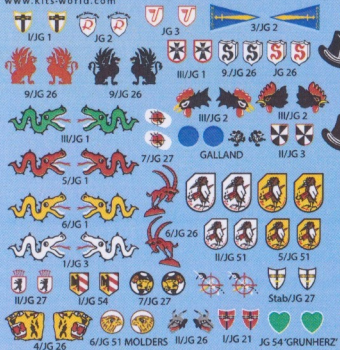 www.kits-world.com
I/JG 1
JG 2
JG 3
3/JG 2
9/JG 26
9/JG 26
III/JG 1
9./JG 26
JG 26
III/JG 1
7/JG 27
III/JG 2
III/JG 2
GALLAND
II/JG 3
5/JG 1
6/JG 1
6/JG 26
II/JG 51
5/JG 51
1/JG 3
II/JG 27
I/JG 54
7/JG 27
Stab/JG 27
4/JG 26
6/JG 51 MÖLDERS
II/JG 26
I/JG 21
JG 54 'GRUNHERZ'